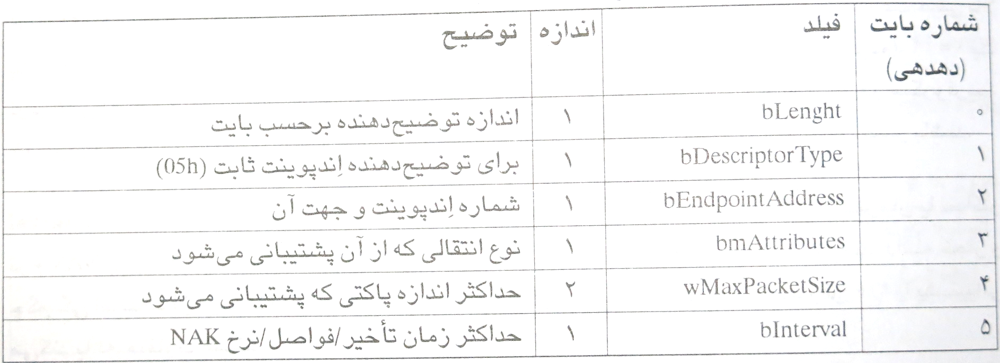 شماره بایت (دهدهی) فیلد اندازه توضیح
۰ bLenght ۱ اندازه توضیح‌دهنده برحسب بایت
۱ bDescriptorType ۱ برای توضیح‌دهنده اِندپوینت ثابت (05h)
۲ bEndpointAddress ۱ شماره اِندپوینت و جهت آن
۳ bmAttributes ۱ نوع انتقالی که از آن پشتیبانی می‌شود
۴ wMaxPacketSize ۲ حداکثر اندازه پاکتی که پشتیبانی می‌شود
۵ bInterval ۱ حداکثر زمان تأخیر/فواصل/نرخ NAK